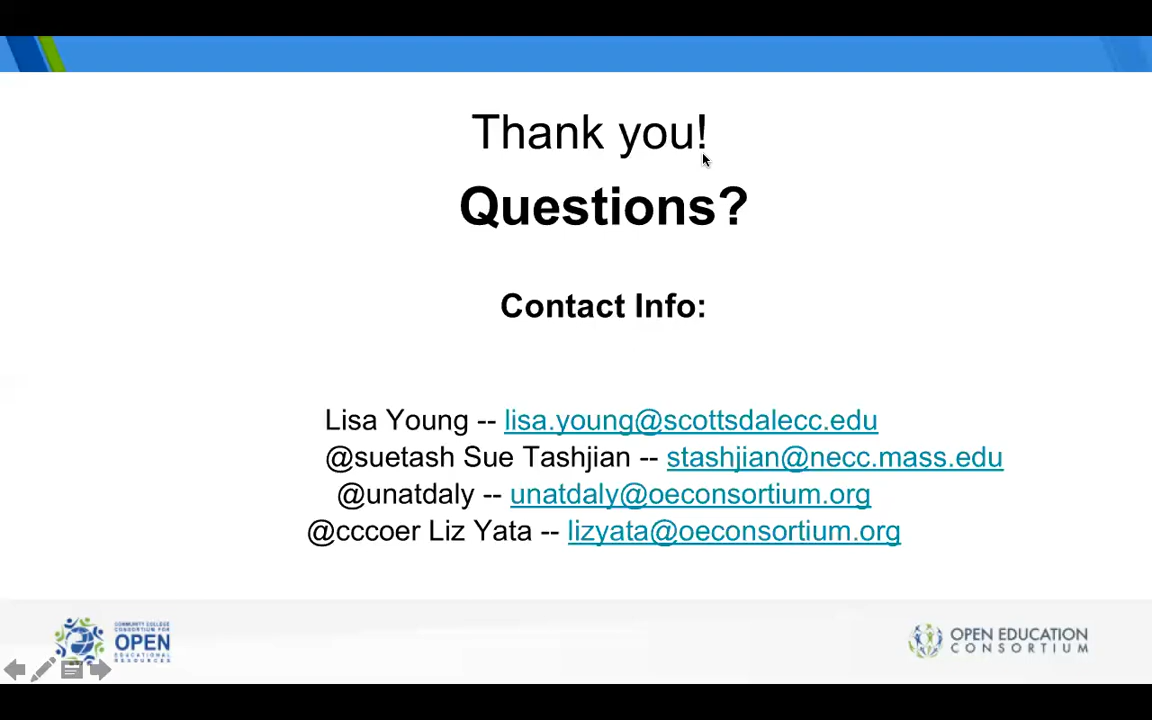 Thank you!
Questions?
Contact Info:
Lisa Young -- lisa.young@scottsdalecc.edu
@suetash Sue Tashjian -- stashjian@necc.mass.edu
@unatdaly -- unatdaly@oeconsortium.org
@cccoer Liz Yata -- lizyata@oeconsortium.org
COMMUNITY COLLEGE
CONSORTIUM FOR
OPEN
EDUCATIONAL
RESOURCES
OPEN EDUCATION
CONSORTIUM